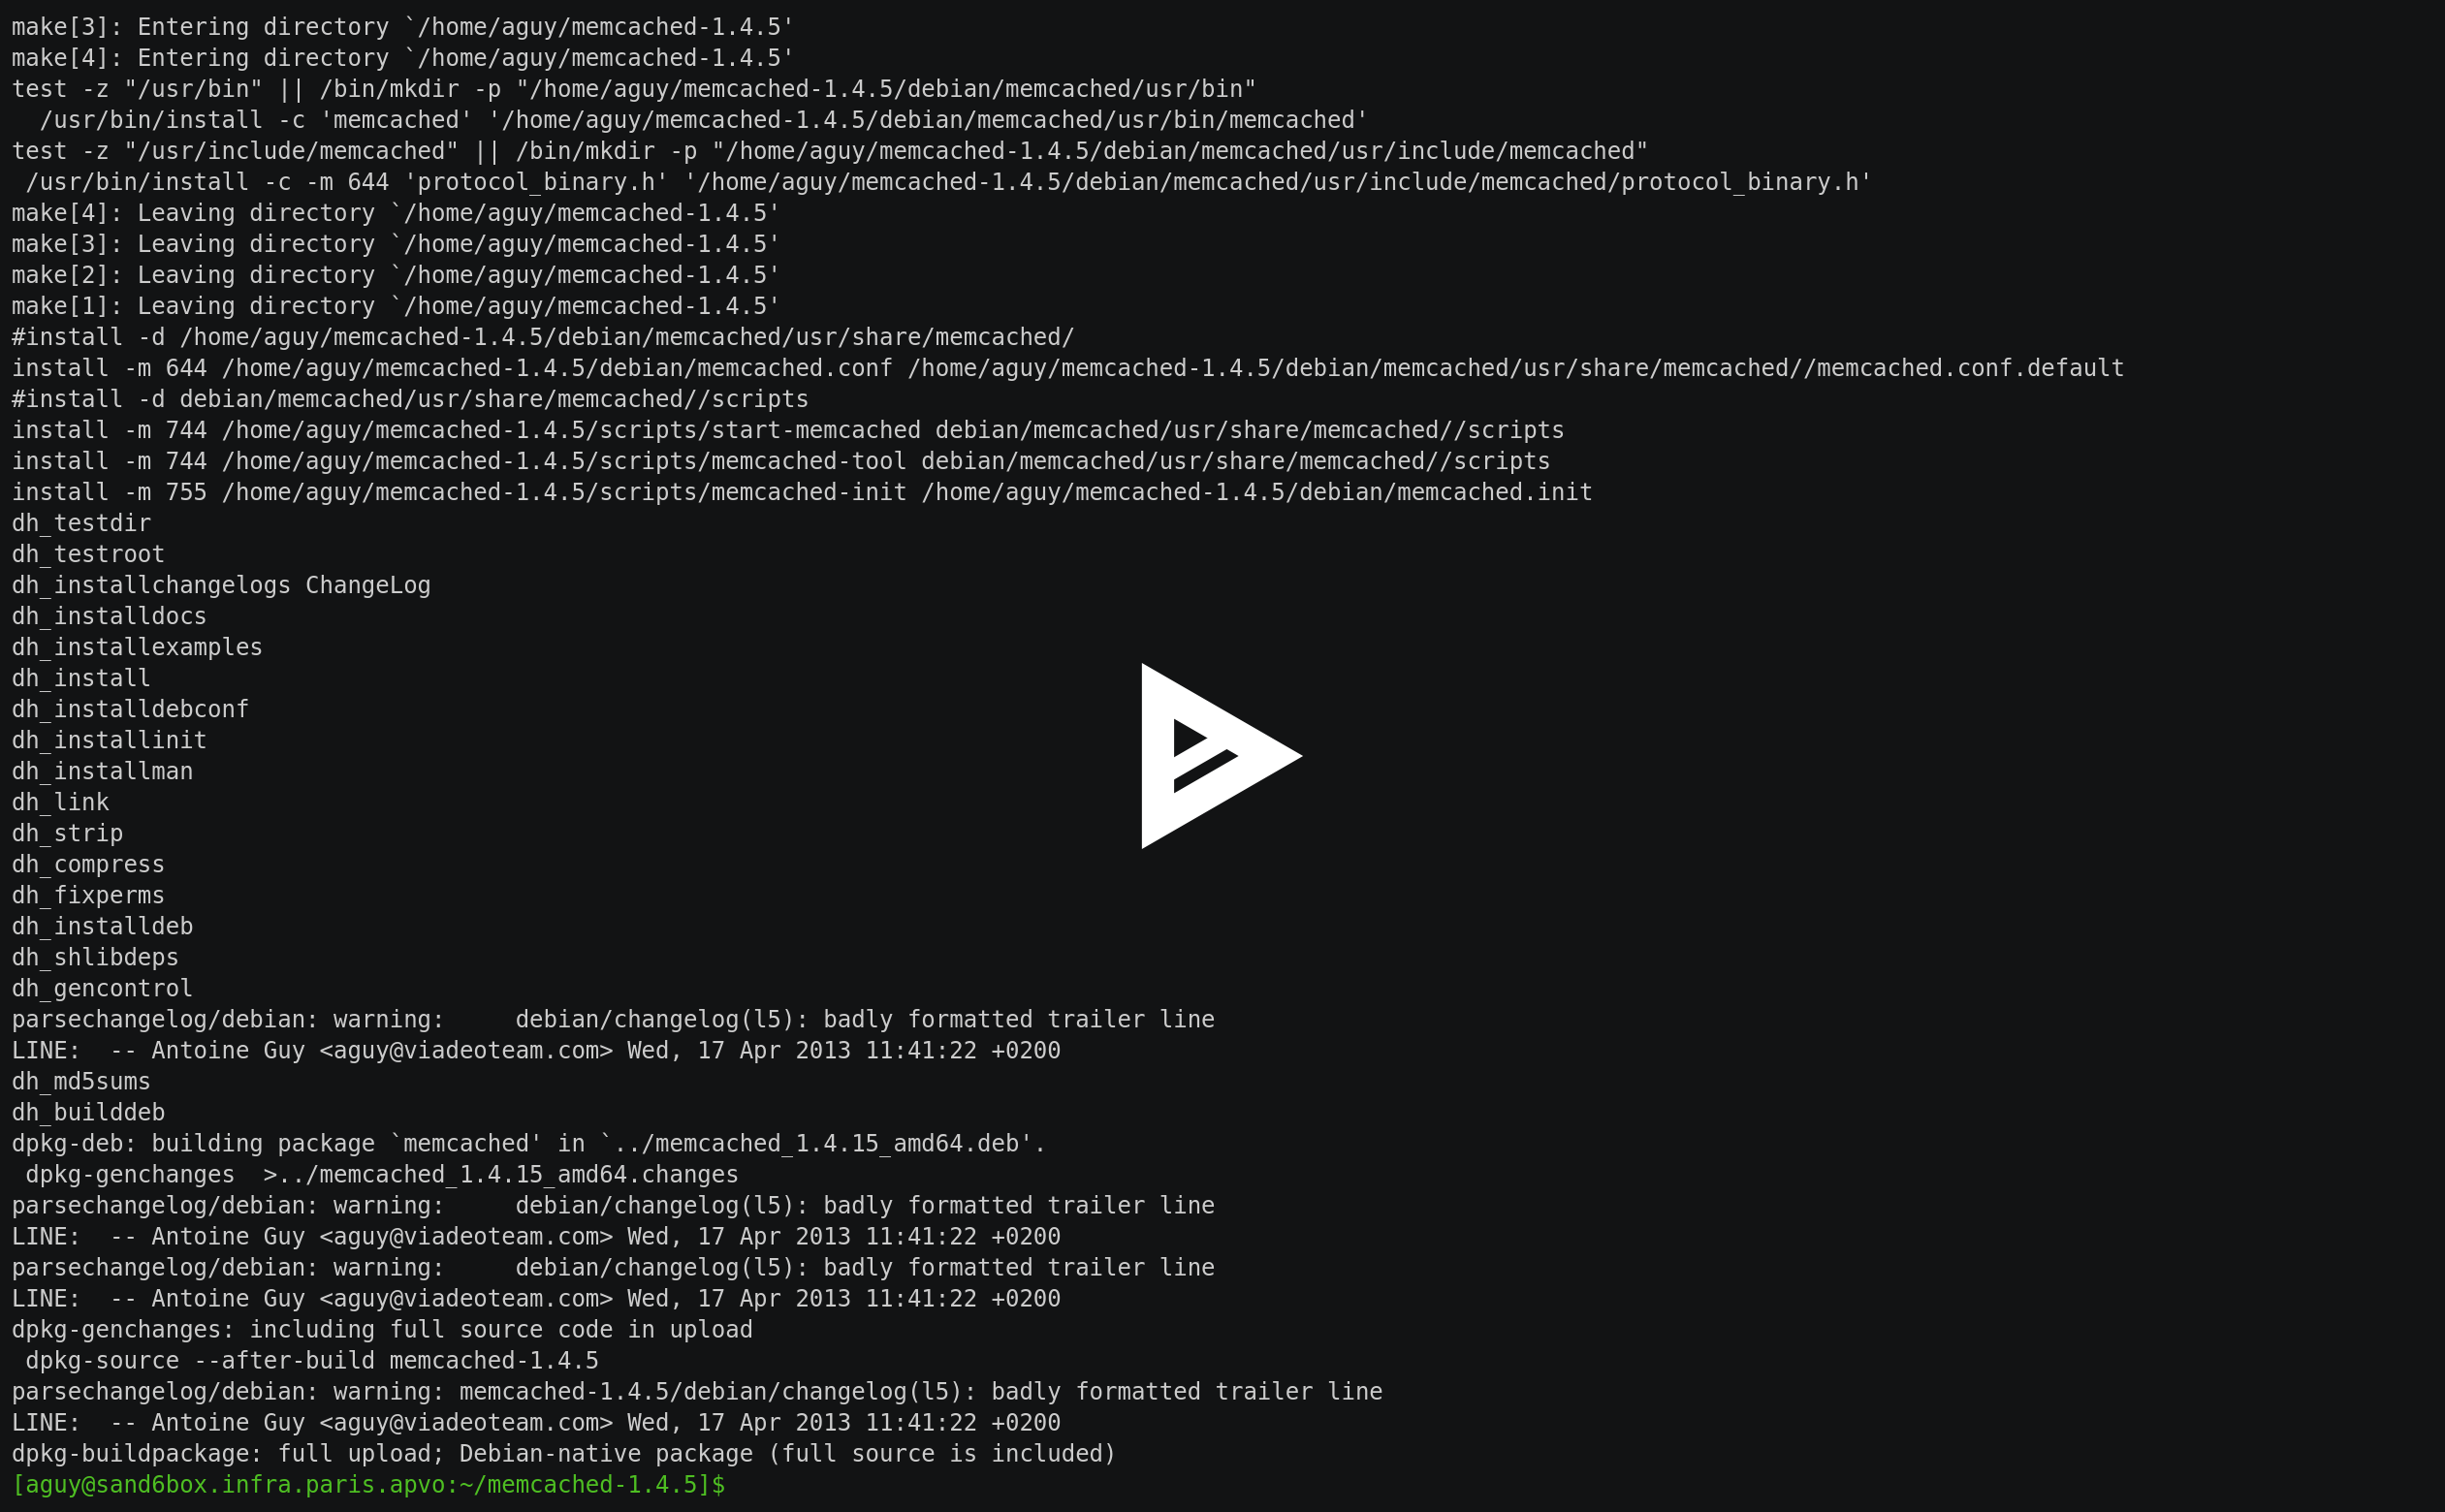 make[3]: Entering directory `/home/aguy/memcached-1.4.5'
make[4]: Entering directory `/home/aguy/memcached-1.4.5'
test -z "/usr/bin" || /bin/mkdir -p "/home/aguy/memcached-1.4.5/debian/memcached/usr/bin"
  /usr/bin/install -c 'memcached' '/home/aguy/memcached-1.4.5/debian/memcached/usr/bin/memcached'
test -z "/usr/include/memcached" || /bin/mkdir -p "/home/aguy/memcached-1.4.5/debian/memcached/usr/include/memcached"
 /usr/bin/install -c -m 644 'protocol_binary.h' '/home/aguy/memcached-1.4.5/debian/memcached/usr/include/memcached/protocol_binary.h'
make[4]: Leaving directory `/home/aguy/memcached-1.4.5'
make[3]: Leaving directory `/home/aguy/memcached-1.4.5'
make[2]: Leaving directory `/home/aguy/memcached-1.4.5'
make[1]: Leaving directory `/home/aguy/memcached-1.4.5'
#install -d /home/aguy/memcached-1.4.5/debian/memcached/usr/share/memcached/
install -m 644 /home/aguy/memcached-1.4.5/debian/memcached.conf /home/aguy/memcached-1.4.5/debian/memcached/usr/share/memcached//memcached.conf.default
#install -d debian/memcached/usr/share/memcached//scripts
install -m 744 /home/aguy/memcached-1.4.5/scripts/start-memcached debian/memcached/usr/share/memcached//scripts
install -m 744 /home/aguy/memcached-1.4.5/scripts/memcached-tool debian/memcached/usr/share/memcached//scripts
install -m 755 /home/aguy/memcached-1.4.5/scripts/memcached-init /home/aguy/memcached-1.4.5/debian/memcached.init
dh_testdir
dh_testroot
dh_installchangelogs ChangeLog
dh_installdocs
dh_installexamples
dh_install
dh_installdebconf
dh_installinit
dh_installman
dh_link
dh_strip
dh_compress
dh_fixperms
dh_installdeb
dh_shlibdeps
dh_gencontrol
parsechangelog/debian: warning:     debian/changelog(l5): badly formatted trailer line
LINE:  -- Antoine Guy <aguy@viadeoteam.com> Wed, 17 Apr 2013 11:41:22 +0200
dh_md5sums
dh_builddeb
dpkg-deb: building package `memcached' in `../memcached_1.4.15_amd64.deb'.
 dpkg-genchanges  >../memcached_1.4.15_amd64.changes
parsechangelog/debian: warning:     debian/changelog(l5): badly formatted trailer line
LINE:  -- Antoine Guy <aguy@viadeoteam.com> Wed, 17 Apr 2013 11:41:22 +0200
parsechangelog/debian: warning:     debian/changelog(l5): badly formatted trailer line
LINE:  -- Antoine Guy <aguy@viadeoteam.com> Wed, 17 Apr 2013 11:41:22 +0200
dpkg-genchanges: including full source code in upload
 dpkg-source --after-build memcached-1.4.5
parsechangelog/debian: warning: memcached-1.4.5/debian/changelog(l5): badly formatted trailer line
LINE:  -- Antoine Guy <aguy@viadeoteam.com> Wed, 17 Apr 2013 11:41:22 +0200
dpkg-buildpackage: full upload; Debian-native package (full source is included)
[aguy@sand6box.infra.paris.apvo:~/memcached-1.4.5]$